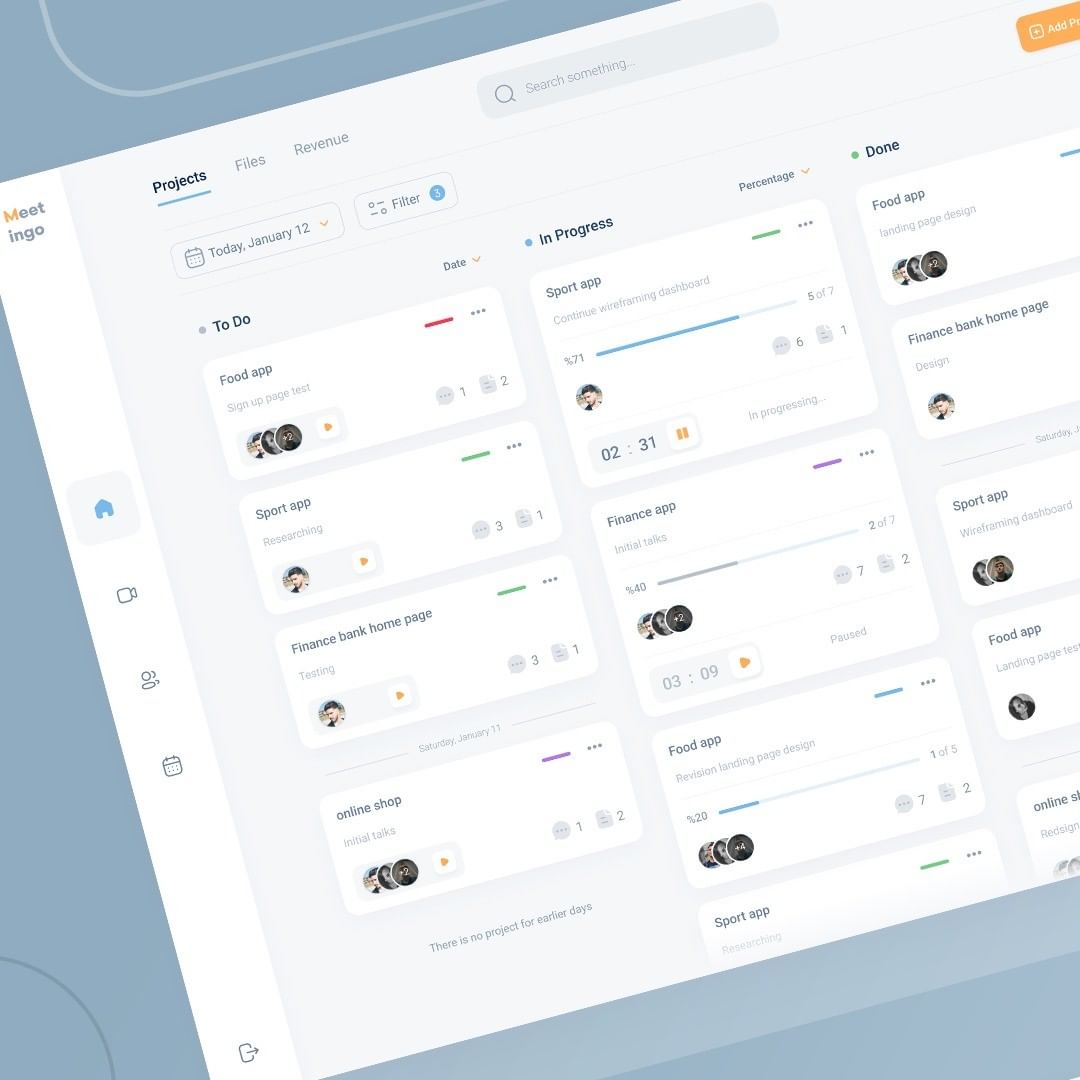 Meet
ingo
Projects
Files
Revenue
Search something...
Add Pr
Today, January 12
Filter
3
To Do
Date
Food app
Sign up page test
+2
1
2
Sport app
Researching
3
1
Finance bank home page
Testing
3
1
Saturday, January 11
online shop
Initial talks
+2
1
2
There is no project for earlier days
In Progress
Percentage
Sport app
Continue wireframing dashboard
%71
5 of 7
6
1
02 : 31
In progressing...
Finance app
Initial talks
%40
2 of 7
+2
7
2
03 : 09
Paused
Food app
Revision landing page design
%20
1 of 5
+4
7
2
Sport app
Researching
Done
Food app
landing page design
+2
Finance bank home page
Design
Saturday, J
Sport app
Wireframing dashboard
Food app
Landing page test
online sh
Redsign